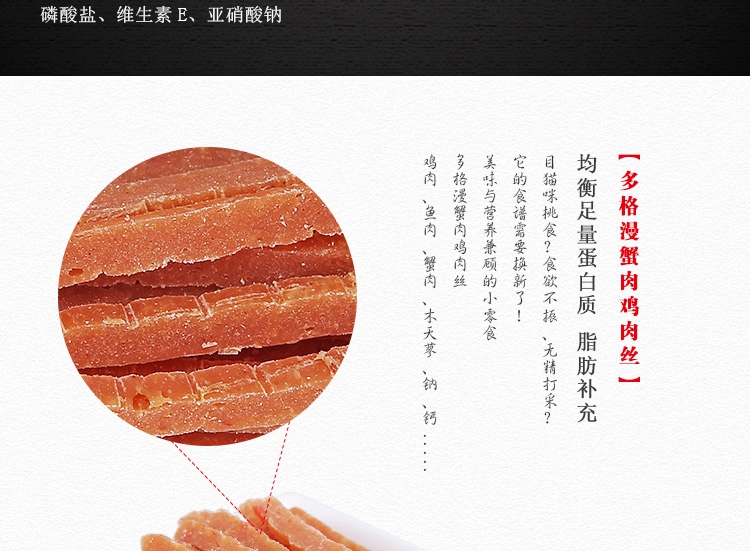 磷酸盐、维生素 E、亚硝酸钠
【多格漫蟹肉鸡肉丝】
均衡足量蛋白质 脂肪补充
目猫咪挑食？食欲不振、无精打采？
它的食谱需要换新了！
美味与营养兼顾的小零食
多格漫蟹肉鸡肉丝
鸡肉、鱼肉、蟹肉、木天蓼、钠、钙......